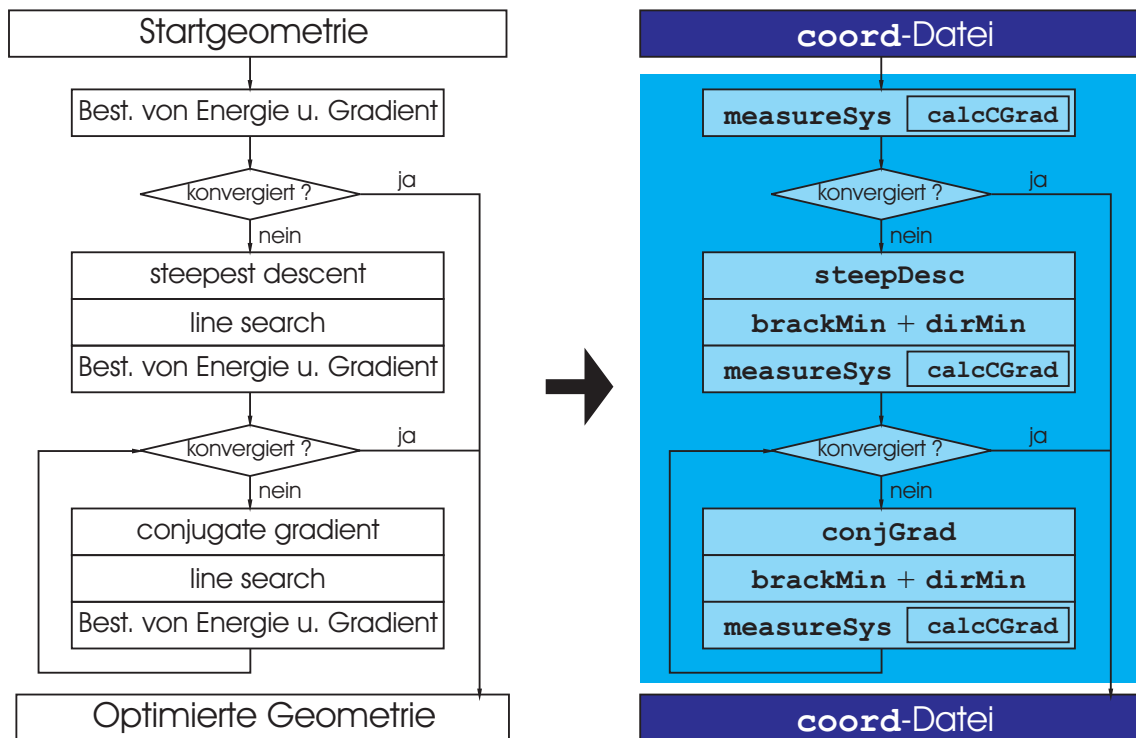 Startgeometrie
Best. von Energie u. Gradient
konvergiert ?
ja
nein
steepest descent
line search
Best. von Energie u. Gradient
konvergiert ?
ja
nein
conjugate gradient
line search
Best. von Energie u. Gradient
Optimierte Geometrie
coord-Datei
measureSys calcCGrad
konvergiert ?
ja
nein
steepDesc
brackMin + dirMin
measureSys calcCGrad
konvergiert ?
ja
nein
conjGrad
brackMin + dirMin
measureSys calcCGrad
coord-Datei